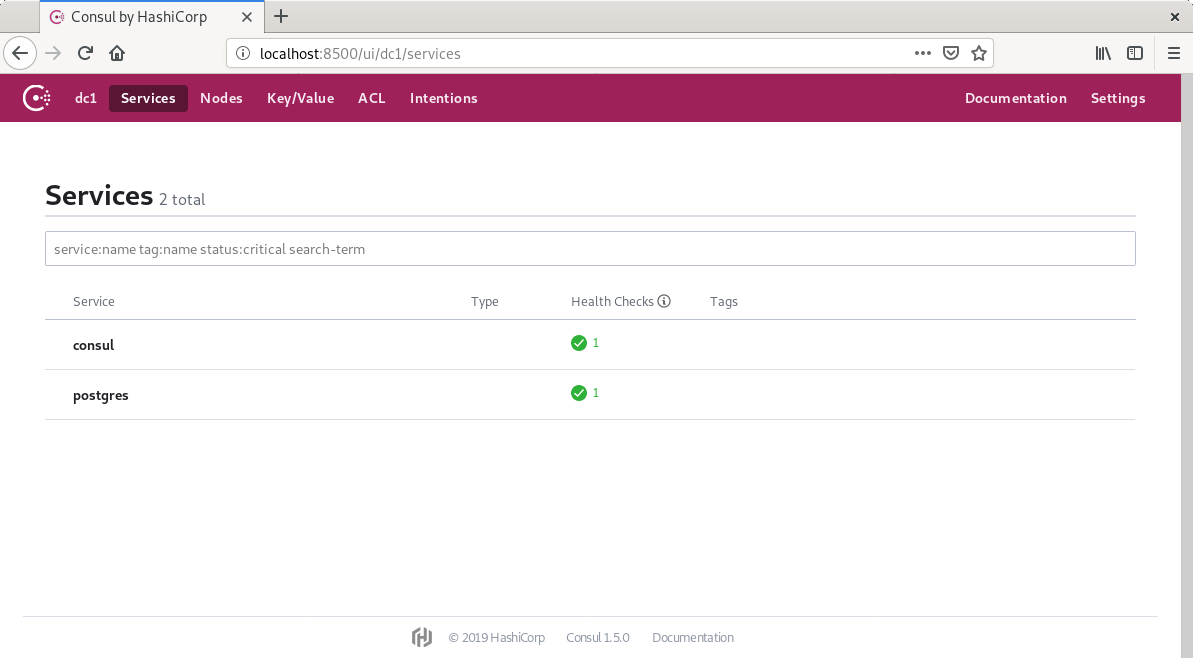 Consul by HashiCorp
localhost:8500/ui/dc1/services
dc1 Services Nodes Key/Value ACL Intentions Documentation Settings
Services 2 total
service:name tag:name status:critical search-term
Service Type Health Checks Tags
consul 1
postgres 1
© 2019 HashiCorp Consul 1.5.0 Documentation